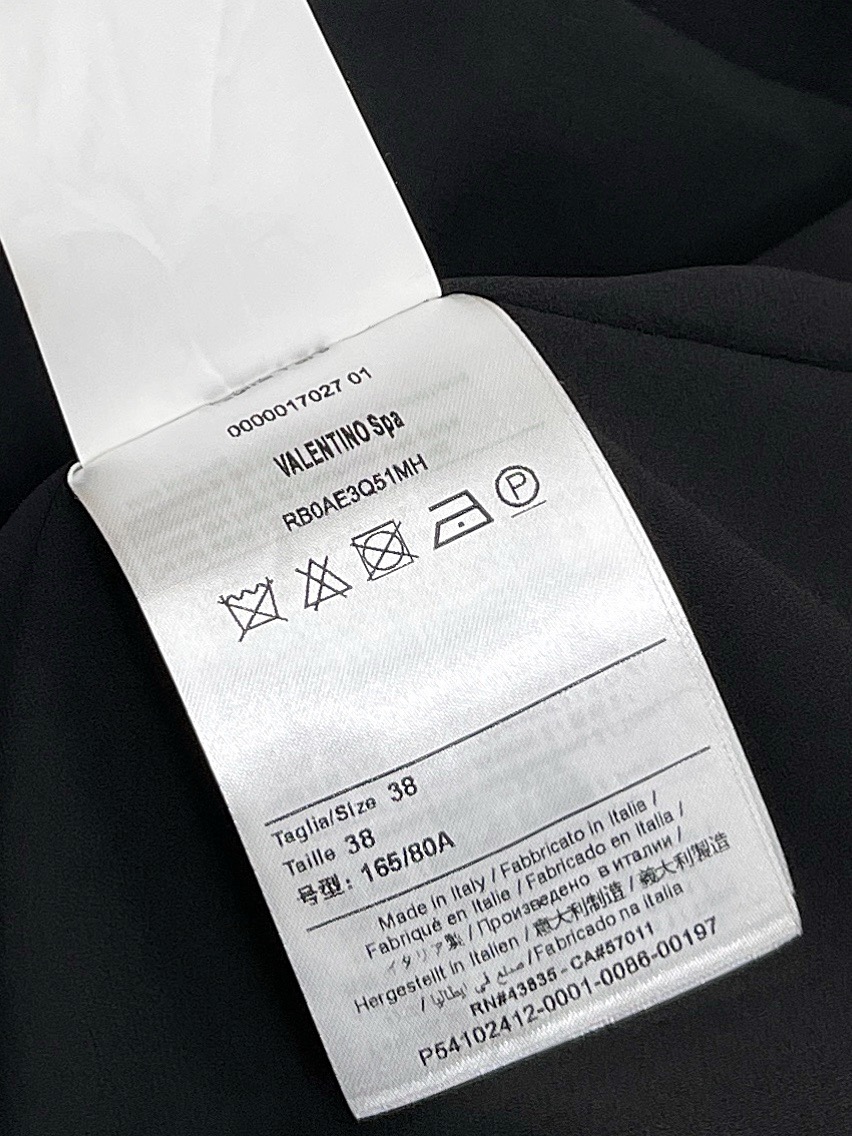 0000017027 01
VALENTINO Spa
RB0AE3Q51MH
P
Taglia/Size 38
Taille 38
号型: 165/80A
Made in Italy / Fabbricato in Italia /
Fabriqué en Italie / Fabricado en Italia /
イタリア製 / Произведено в италии /
Hergestellt in Italien / 意大利制造 / 義大利製造
/ صنع في إيطاليا / Fabricado na italia
RN#43835 - CA#57011
P54102412-0001-0086-00197